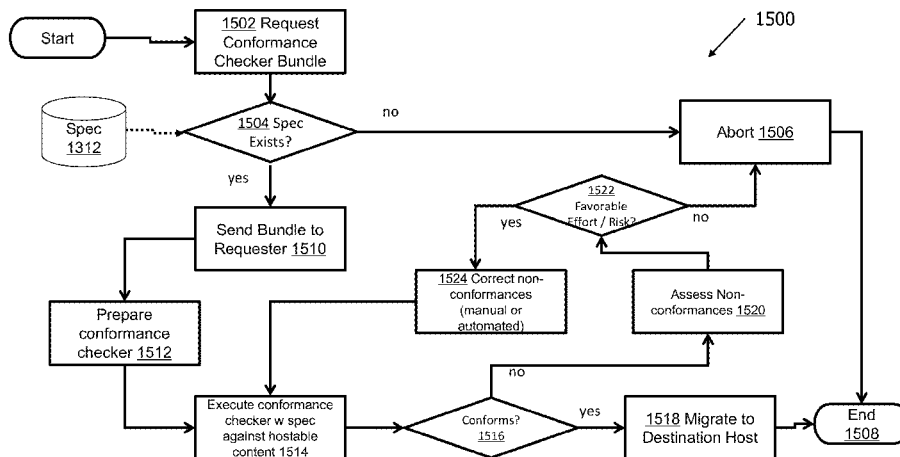 1500
Start
1502 Request
Conformance
Checker Bundle
Spec
1312
1504 Spec
Exists?
no
Abort 1506
yes
1522
Favorable
Effort / Risk?
yes
no
Send Bundle to
Requester 1510
1524 Correct non-
conformances
(manual or
automated)
Assess Non-
conformances 1520
Prepare
conformance
checker 1512
no
Execute conformance
checker w spec
against hostable
content 1514
Conforms?
1516
yes
1518 Migrate to
Destination Host
End
1508